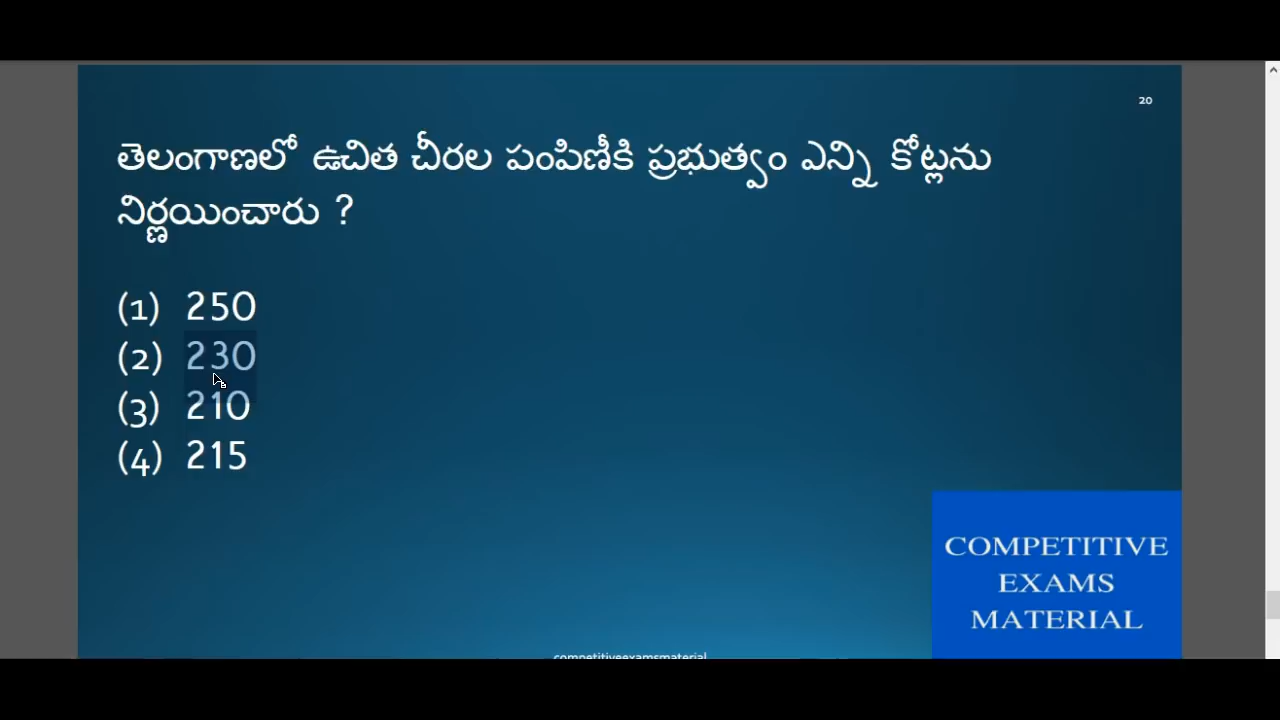 20
తెలంగాణలో ఉచిత చీరల పంపిణీకి ప్రభుత్వం ఎన్ని కోట్లను
నిర్ణయించారు ?
(1) 250
(2) 230
(3) 210
(4) 215
COMPETITIVE
EXAMS
MATERIAL
competitiveexamsmaterial